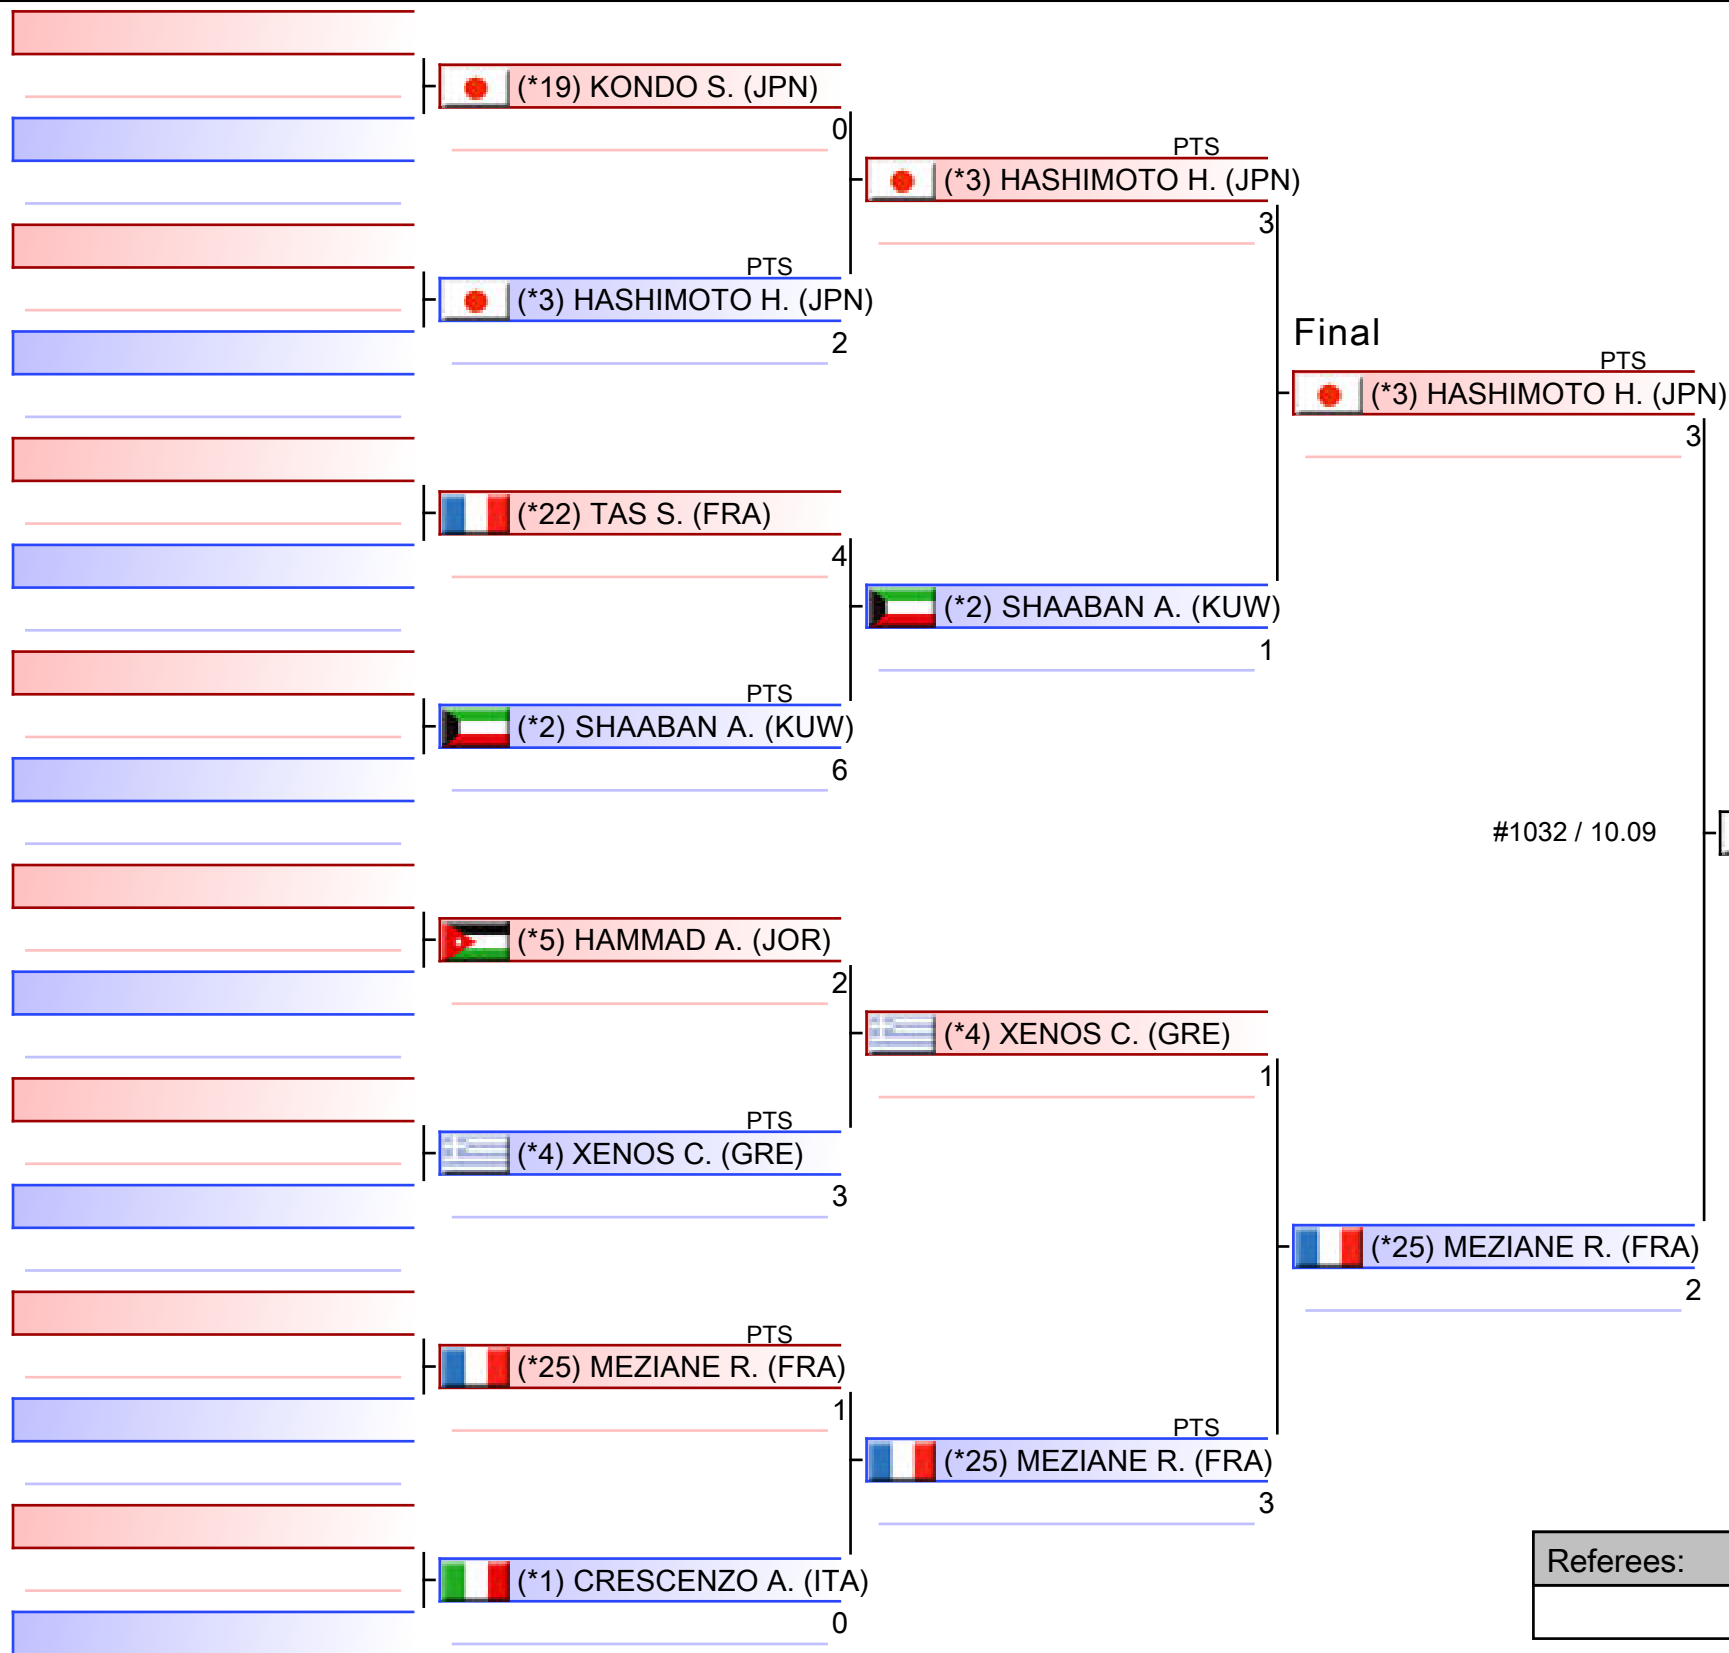 (*19) KONDO S. (JPN)
0
PTS
(*3) HASHIMOTO H. (JPN)
2
(*22) TAS S. (FRA)
4
PTS
(*2) SHAABAN A. (KUW)
6
(*5) HAMMAD A. (JOR)
2
PTS
(*4) XENOS C. (GRE)
3
PTS
(*25) MEZIANE R. (FRA)
1
(*1) CRESCENZO A. (ITA)
0
PTS
(*3) HASHIMOTO H. (JPN)
3
(*2) SHAABAN A. (KUW)
1
(*4) XENOS C. (GRE)
1
PTS
(*25) MEZIANE R. (FRA)
3
Final
PTS
(*3) HASHIMOTO H. (JPN)
3
#1032 / 10.09
(*25) MEZIANE R. (FRA)
2
Referees: